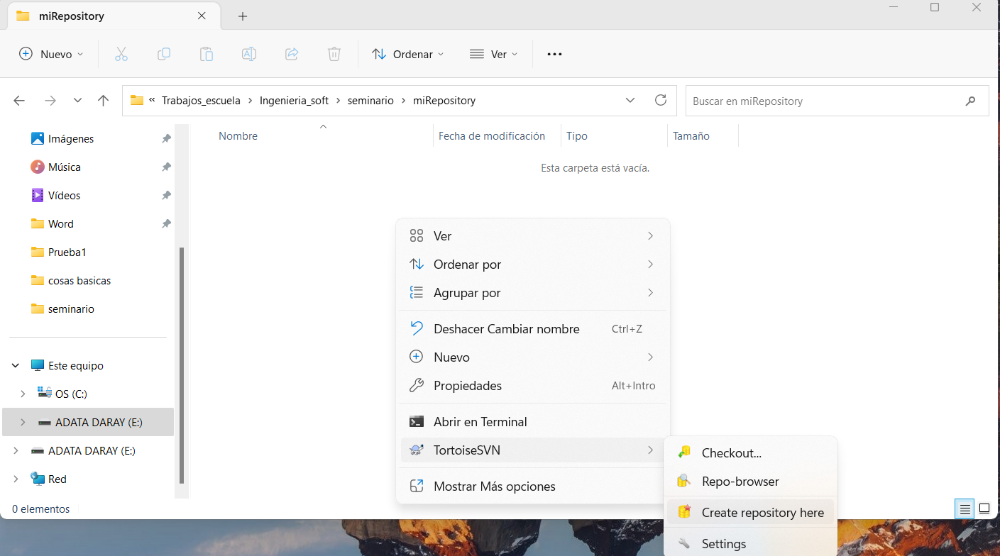 miRepository
Nuevo
Ordenar
Ver
« Trabajos_escuela > Ingenieria_soft > seminario > miRepository
Buscar en miRepository
Nombre
Fecha de modificación
Tipo
Tamaño
Esta carpeta está vacía.
Imágenes
Música
Vídeos
Word
Prueba1
cosas basicas
seminario
Este equipo
OS (C:)
ADATA DARAY (E:)
ADATA DARAY (E:)
Red
0 elementos
Ver
Ordenar por
Agrupar por
Deshacer Cambiar nombre Ctrl+Z
Nuevo
Propiedades Alt+Intro
Abrir en Terminal
TortoiseSVN
Mostrar Más opciones
Checkout...
Repo-browser
Create repository here
Settings